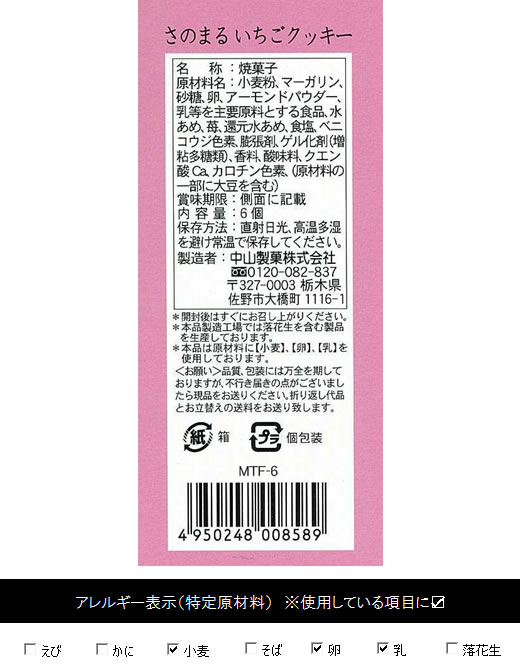 さのまる いちごクッキー
名　　称：焼菓子
原材料名：小麦粉、マーガリン、
砂糖、卵、アーモンドパウダー、
乳等を主要原料とする食品、水
あめ、苺、還元水あめ、食塩、ベニ
コウジ色素、膨張剤、ゲル化剤(増
粘多糖類)、香料、酸味料、クエン
酸Ca、カロチン色素、(原材料の
一部に大豆を含む)
賞味期限：側面に記載
内 容 量：6個
保存方法：直射日光、高温多湿
を避け常温で保存してください。
製造者：中山製菓株式会社
0120-082-837
〒327-0003 栃木県
佐野市大橋町 1116-1
＊開封後はすぐにお召し上がりください。
＊本品製造工場では落花生を含む製品
を生産しております。
＊本品は原材料に【小麦】、【卵】、【乳】を
使用しております。
＜お願い＞品質、包装には万全を期して
おりますが、不行き届きの点がございまし
たら現品をお送りください。折り返し代品
とお立替えの送料をお送り致します。
紙 箱 プラ 個包装
MTF-6
4 950248 008589
アレルギー表示（特定原材料） ※使用している項目に☑
えび かに 小麦 そば 卵 乳 落花生